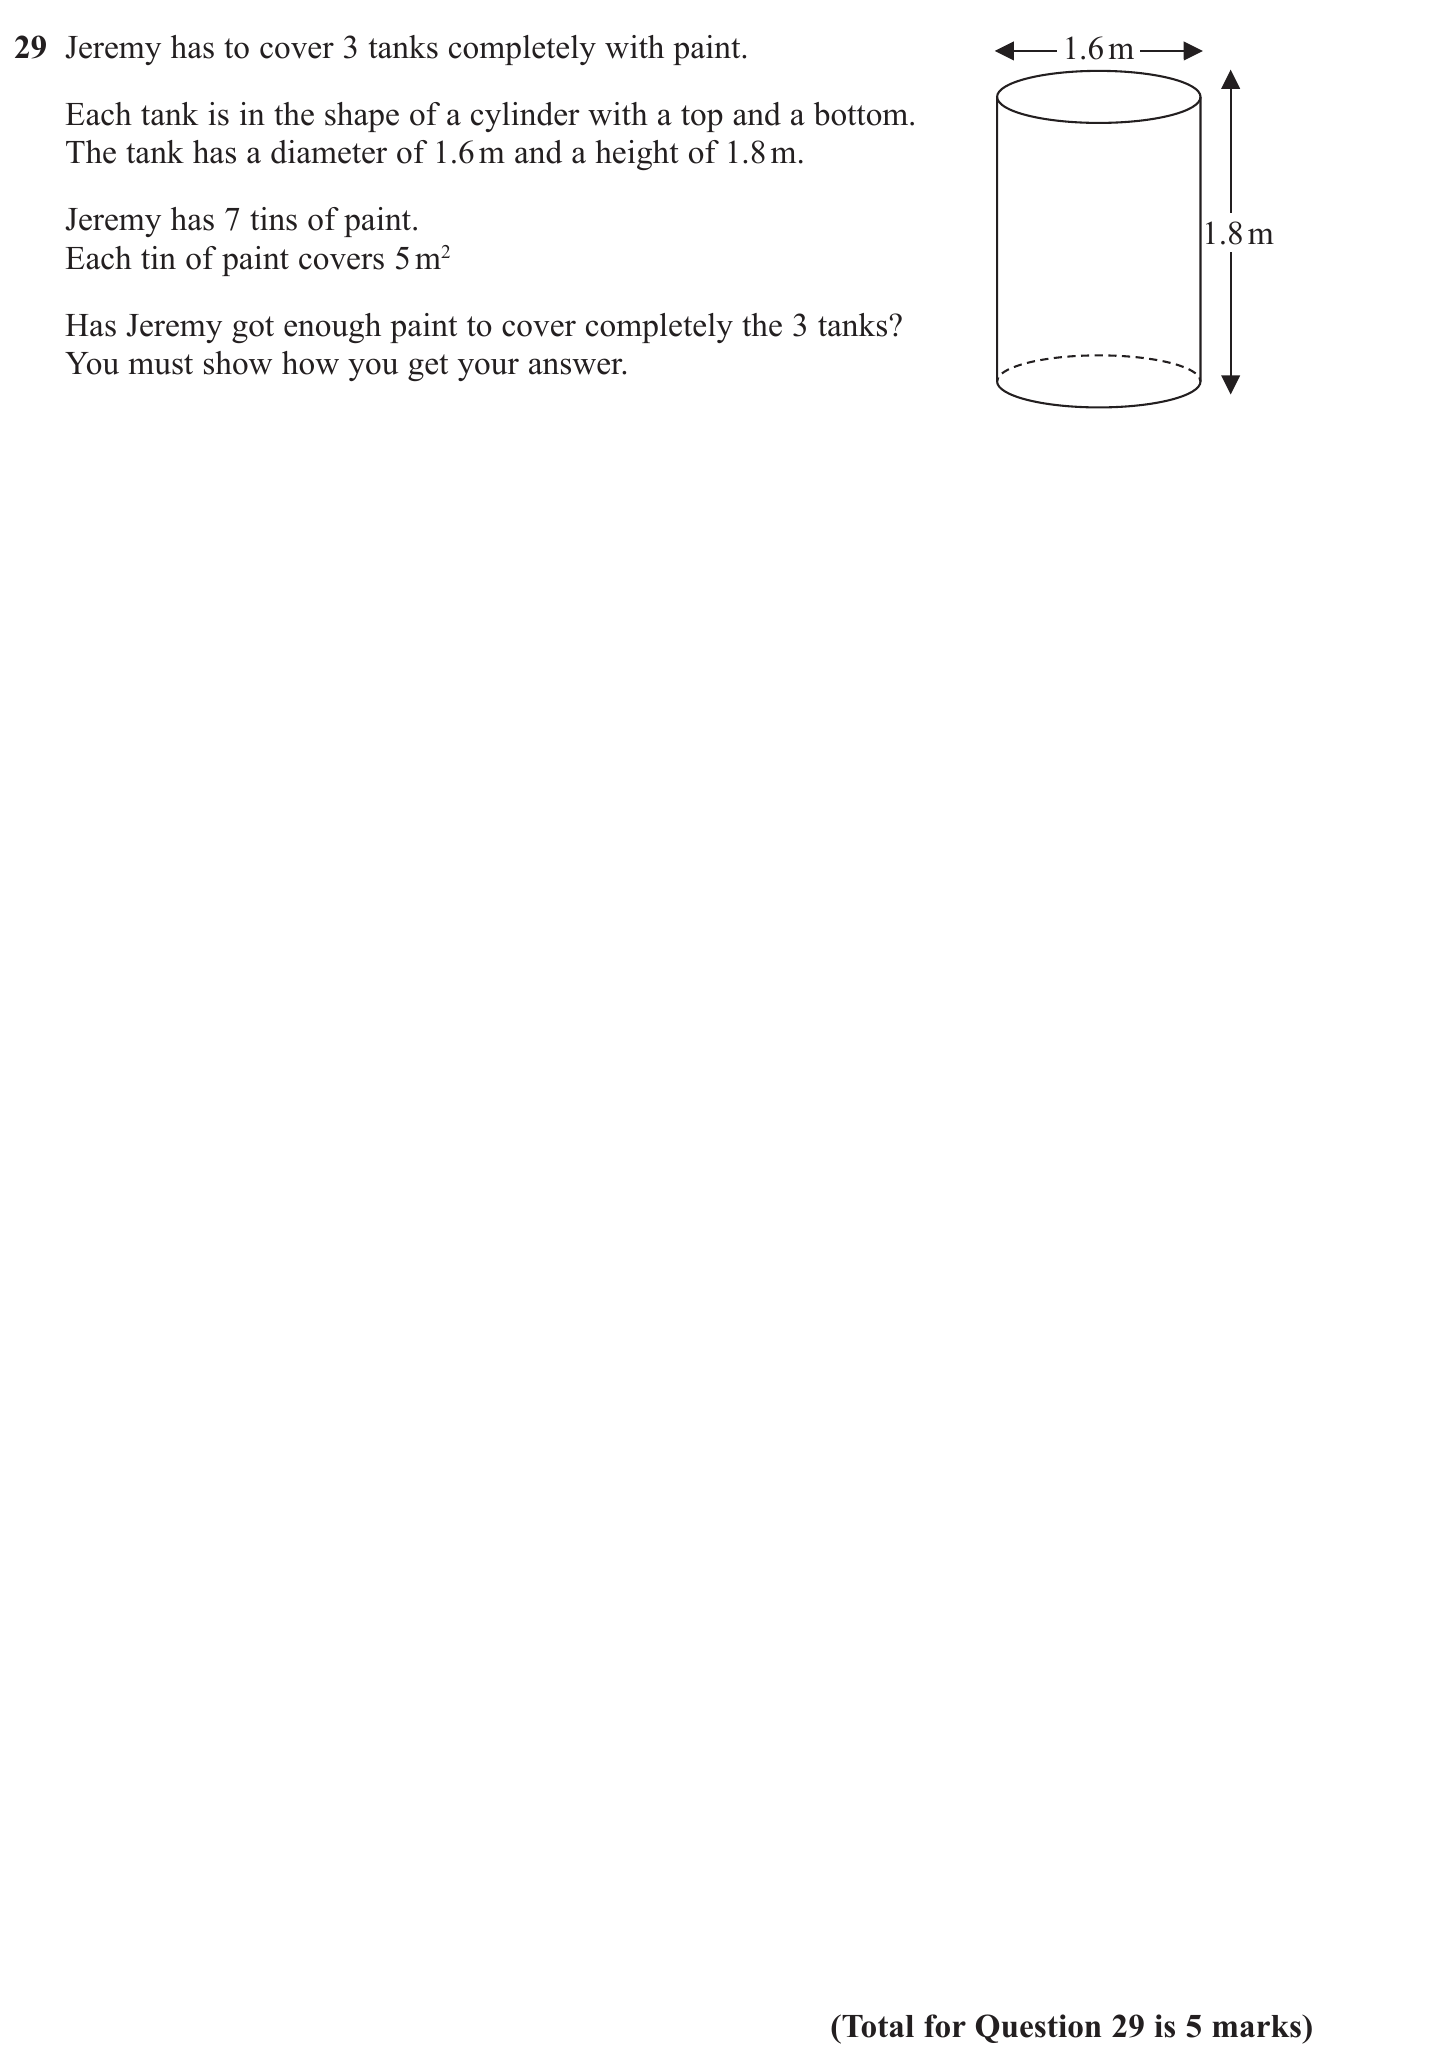 29 Jeremy has to cover 3 tanks completely with paint.
Each tank is in the shape of a cylinder with a top and a bottom.
The tank has a diameter of 1.6 m and a height of 1.8 m.
Jeremy has 7 tins of paint.
Each tin of paint covers 5 m²
Has Jeremy got enough paint to cover completely the 3 tanks?
You must show how you get your answer.
1.6 m
1.8 m
(Total for Question 29 is 5 marks)